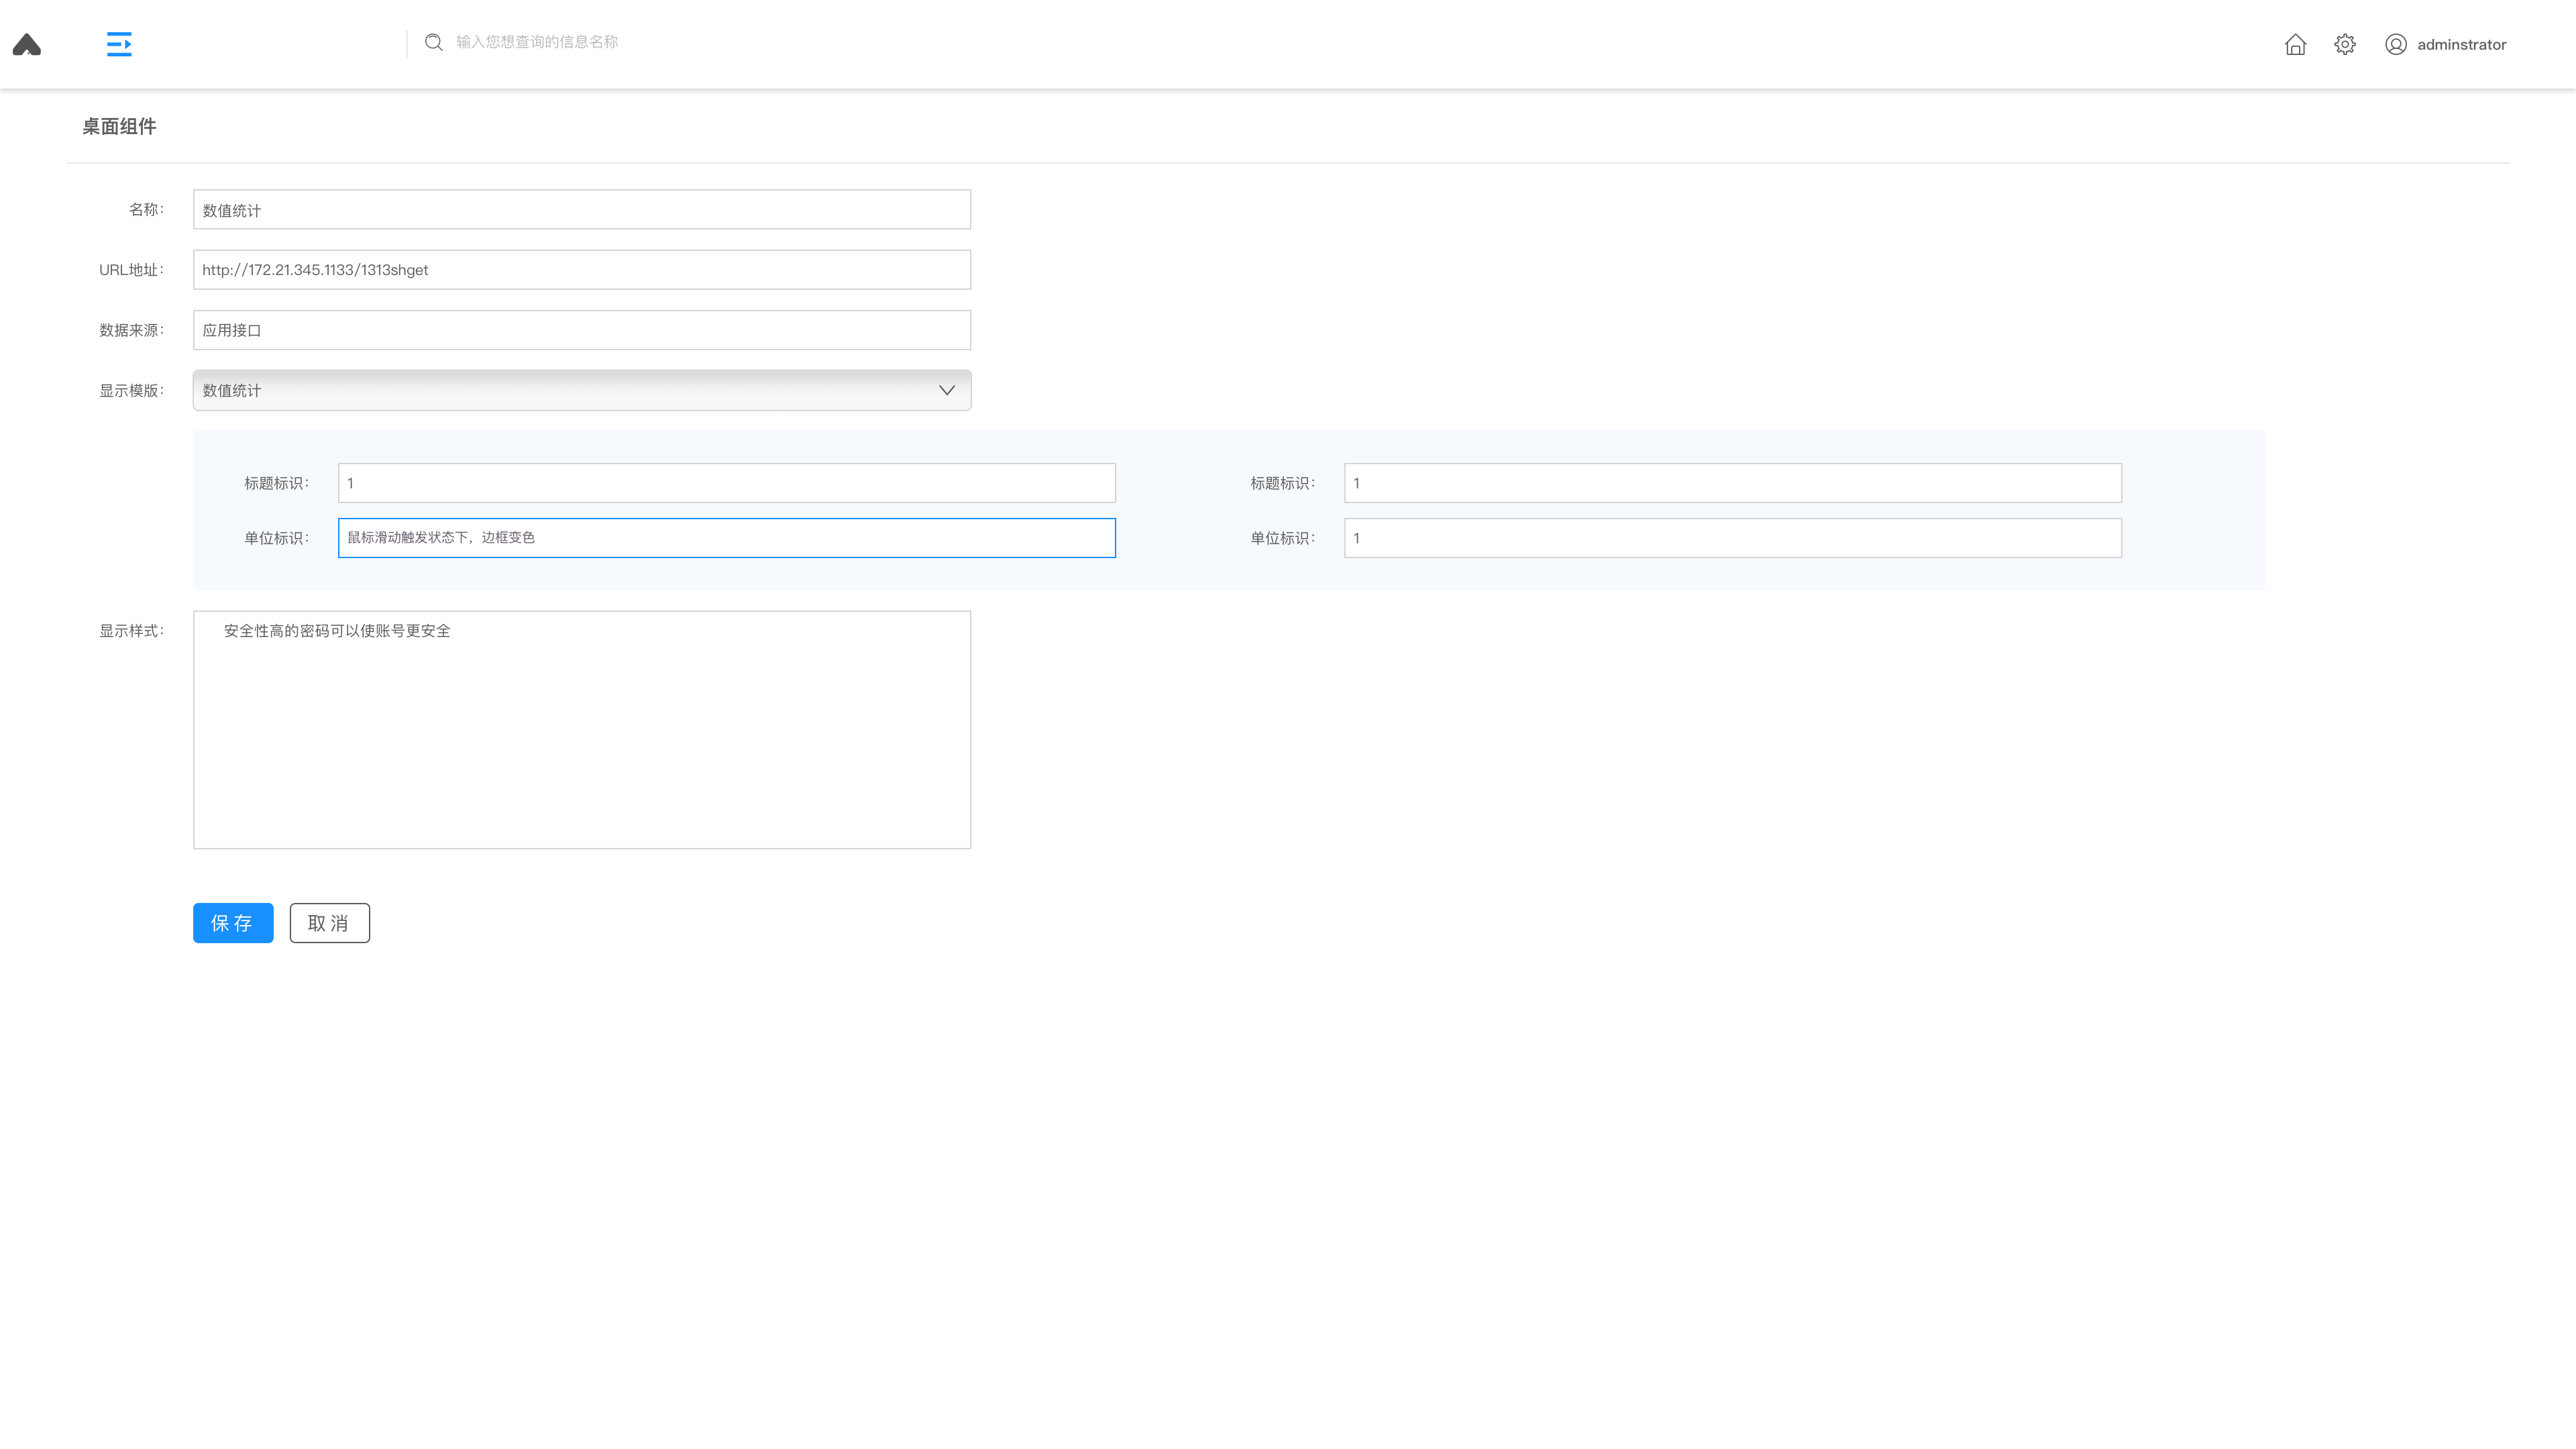 输入您想查询的信息名称
adminstrator
桌面组件
名称：
数值统计
URL地址：
http://172.21.345.1133/1313shget
数据来源：
应用接口
显示模版：
数值统计
标题标识：
1
标题标识：
1
单位标识：
鼠标滑动触发状态下，边框变色
单位标识：
1
显示样式：
安全性高的密码可以使账号更安全
保存
取消